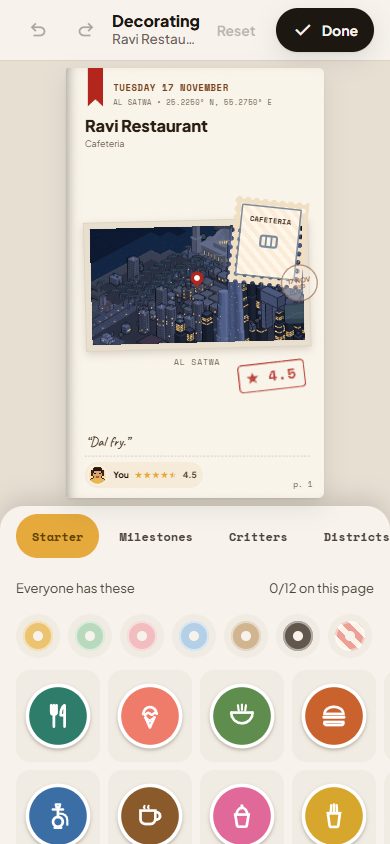 Decorating
Ravi Restau...
Reset
Done
TUESDAY 17 NOVEMBER
AL SATWA • 25.2250° N, 55.2750° E
Ravi Restaurant
Cafeteria
CAFETERIA
AL SATWA
★ 4.5
“Dal fry.”
You ★★★★★ 4.5
p. 1
Starter
Milestones
Critters
Districts
Everyone has these
0/12 on this page